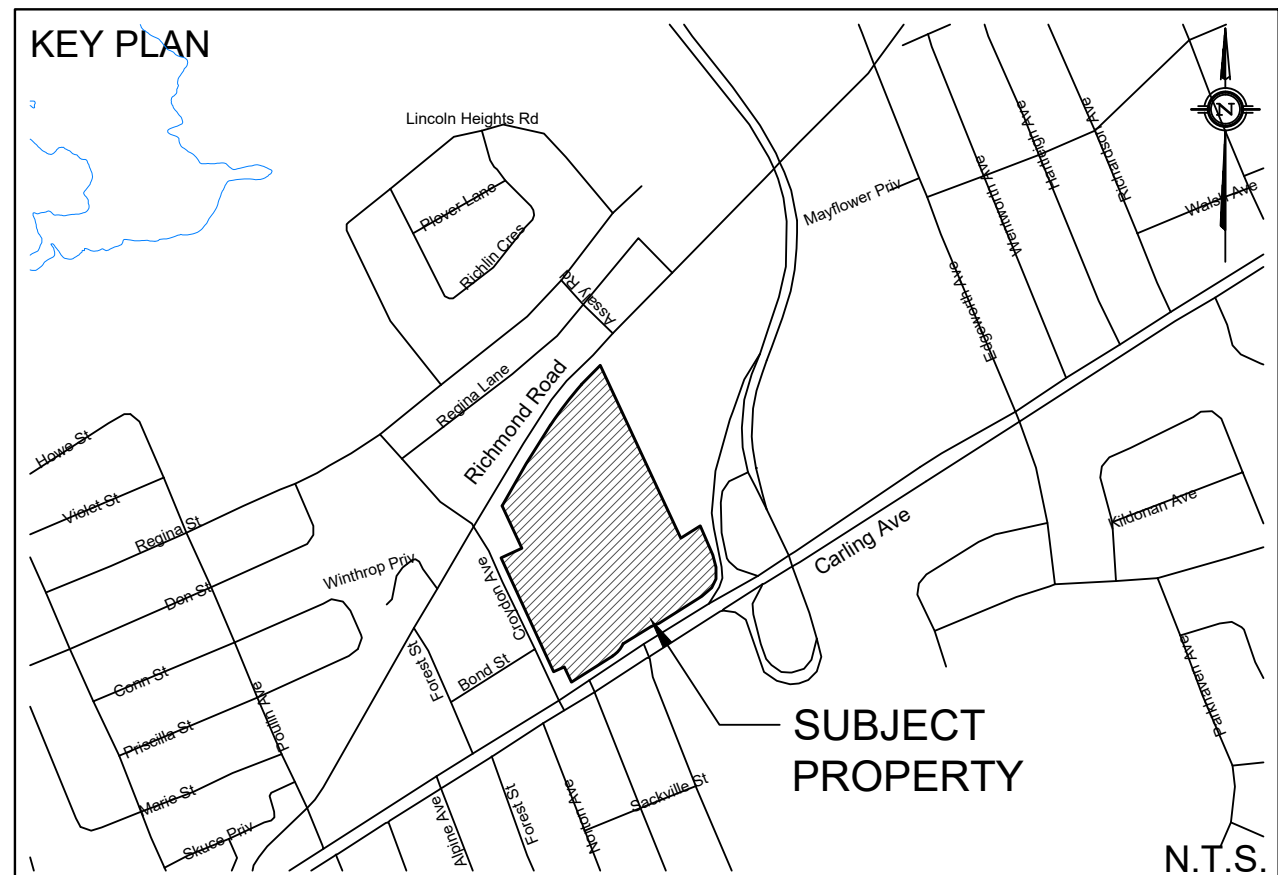 KEY PLAN
Lincoln Heights Rd
Plover Lane
Richlin Cres
Assaly Rd
Mayflower Priv
Edgeworth Ave
Wentworth Ave
Hartleigh Ave
Richardson Ave
Walsh Ave
N
Regina Lane
Richmond Road
Howe St
Violet St
Regina St
Don St
Conn St
Priscilla St
Marie St
Skuce Priv
Poulin Ave
Winthrop Priv
Croydon Ave
Forest St
Bond St
Carling Ave
Kildonan Ave
Parkhaven Ave
SUBJECT
PROPERTY
Alpine Ave
Forest St
Norton Ave
Sackville St
N.T.S.